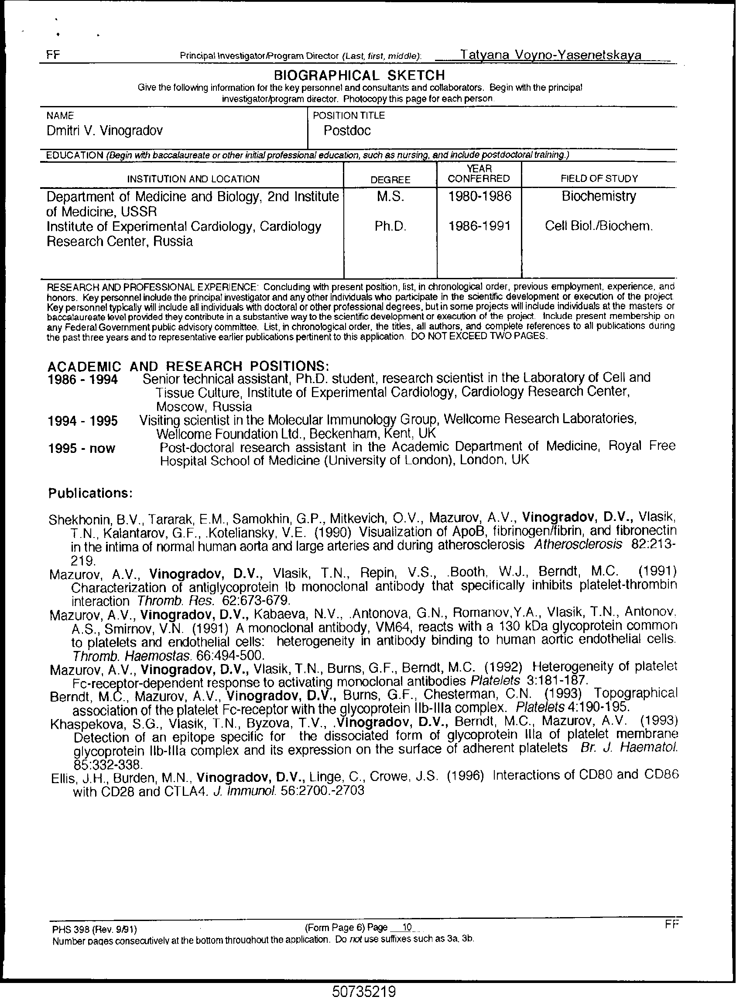 FF Principal Investigator/Program Director (Last, first, middle): Tatyana Voyno-Yasenetskaya
BIOGRAPHICAL SKETCH
Give the following information for the key personnel and consultants and collaborators. Begin with the principal
investigator/program director. Photocopy this page for each person.
NAME POSITION TITLE
Dmitri V. Vinogradov Postdoc
EDUCATION (Begin with baccalaureate or other initial professional education, such as nursing, and include postdoctoral training.)
INSTITUTION AND LOCATION DEGREE YEAR CONFERRED FIELD OF STUDY
Department of Medicine and Biology, 2nd Institute M.S. 1980-1986 Biochemistry
of Medicine, USSR
Institute of Experimental Cardiology, Cardiology Ph.D. 1986-1991 Cell Biol./Biochem.
Research Center, Russia
RESEARCH AND PROFESSIONAL EXPERIENCE: Concluding with present position, list, in chronological order, previous employment, experience, and
honors. Key personnel include the principal investigator and any other individuals who participate in the scientific development or execution of the project.
Key personnel typically will include all individuals with doctoral or other professional degrees, but in some projects will include individuals at the masters or
baccalaureate level provided they contribute in a substantive way to the scientific development or execution of the project. Include present membership on
any Federal Government public advisory committee. List, in chronological order, the titles, all authors, and complete references to all publications during
the past three years and to representative earlier publications pertinent to this application. DO NOT EXCEED TWO PAGES.
ACADEMIC AND RESEARCH POSITIONS:
1986 - 1994 Senior technical assistant, Ph.D. student, research scientist in the Laboratory of Cell and
Tissue Culture, Institute of Experimental Cardiology, Cardiology Research Center,
Moscow, Russia
1994 - 1995 Visiting scientist in the Molecular Immunology Group, Wellcome Research Laboratories,
Wellcome Foundation Ltd., Beckenham, Kent, UK
1995 - now Post-doctoral research assistant in the Academic Department of Medicine, Royal Free
Hospital School of Medicine (University of London), London, UK
Publications:
Shekhonin, B.V., Tararak, E.M., Samokhin, G.P., Mitkevich, O.V., Mazurov, A.V., Vinogradov, D.V., Vlasik,
T.N., Kalantarov, G.F., .Koteliansky, V.E. (1990) Visualization of ApoB, fibrinogen/fibrin, and fibronectin
in the intima of normal human aorta and large arteries and during atherosclerosis Atherosclerosis 82:213-
219.
Mazurov, A.V., Vinogradov, D.V., Vlasik, T.N., Repin, V.S., .Booth, W.J., Berndt, M.C. (1991)
Characterization of antiglycoprotein Ib monoclonal antibody that specifically inhibits platelet-thrombin
interaction Thromb. Res. 62:673-679.
Mazurov, A.V., Vinogradov, D.V., Kabaeva, N.V., .Antonova, G.N., Romanov,Y.A., Vlasik, T.N., Antonov.
A.S., Smirnov, V.N. (1991) A monoclonal antibody, VM64, reacts with a 130 kDa glycoprotein common
to platelets and endothelial cells: heterogeneity in antibody binding to human aortic endothelial cells.
Thromb. Haemostas. 66:494-500.
Mazurov, A.V., Vinogradov, D.V., Vlasik, T.N., Burns, G.F., Berndt, M.C. (1992) Heterogeneity of platelet
Fc-receptor-dependent response to activating monoclonal antibodies Platelets 3:181-187.
Berndt, M.C., Mazurov, A.V., Vinogradov, D.V., Burns, G.F., Chesterman, C.N. (1993) Topographical
association of the platelet Fc-receptor with the glycoprotein IIb-IIIa complex. Platelets 4:190-195.
Khaspekova, S.G., Vlasik, T.N., Byzova, T.V., .Vinogradov, D.V., Berndt, M.C., Mazurov, A.V. (1993)
Detection of an epitope specific for the dissociated form of glycoprotein IIIa of platelet membrane
glycoprotein IIb-IIIa complex and its expression on the surface of adherent platelets Br. J. Haematol.
85:332-338.
Ellis, J.H., Burden, M.N., Vinogradov, D.V., Linge, C., Crowe, J.S. (1996) Interactions of CD80 and CD86
with CD28 and CTLA4. J. Immunol. 56:2700.-2703
PHS 398 (Rev. 9/91) (Form Page 6) Page 10 FF
Number pages consecutively at the bottom throughout the application. Do not use suffixes such as 3a, 3b.
50735219